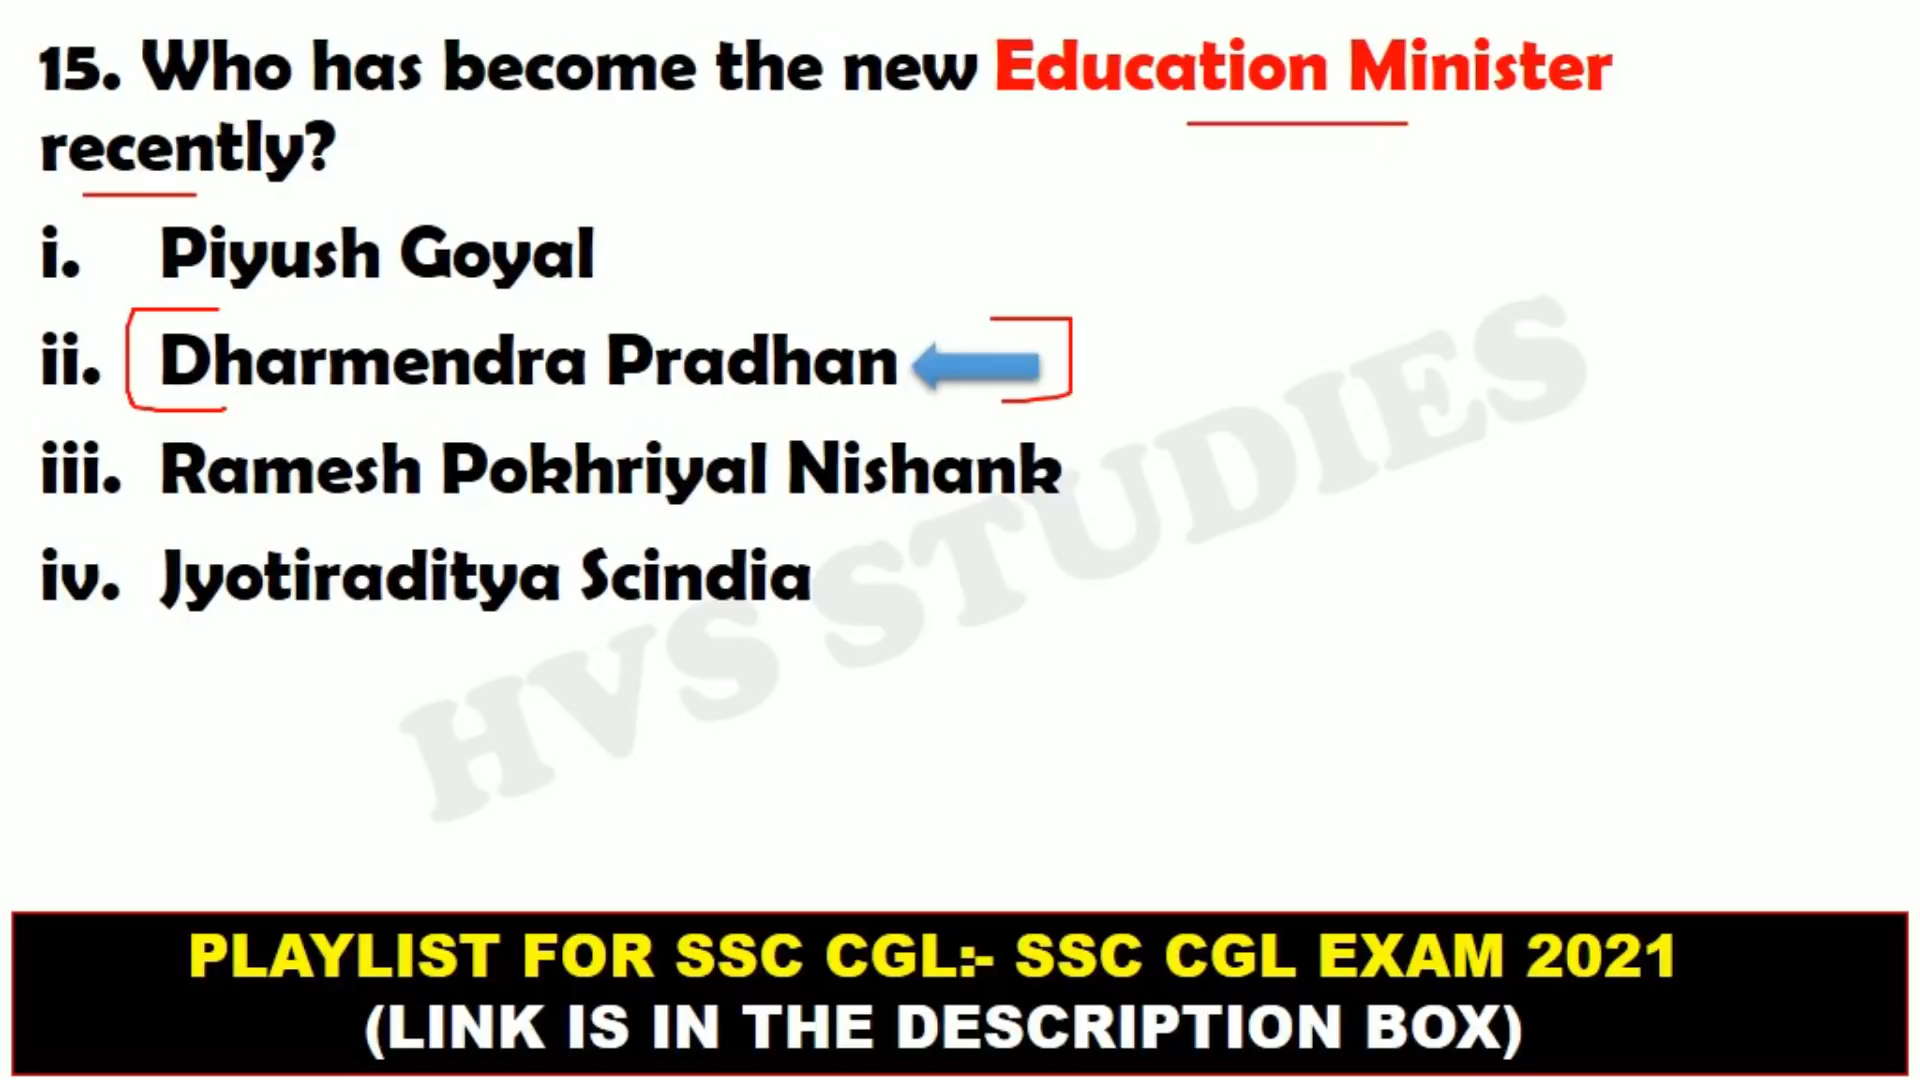 15. Who has become the new Education Minister
recently?
i. Piyush Goyal
ii. Dharmendra Pradhan
iii. Ramesh Pokhriyal Nishank
iv. Jyotiraditya Scindia
HVS STUDIES
PLAYLIST FOR SSC CGL:- SSC CGL EXAM 2021
(LINK IS IN THE DESCRIPTION BOX)